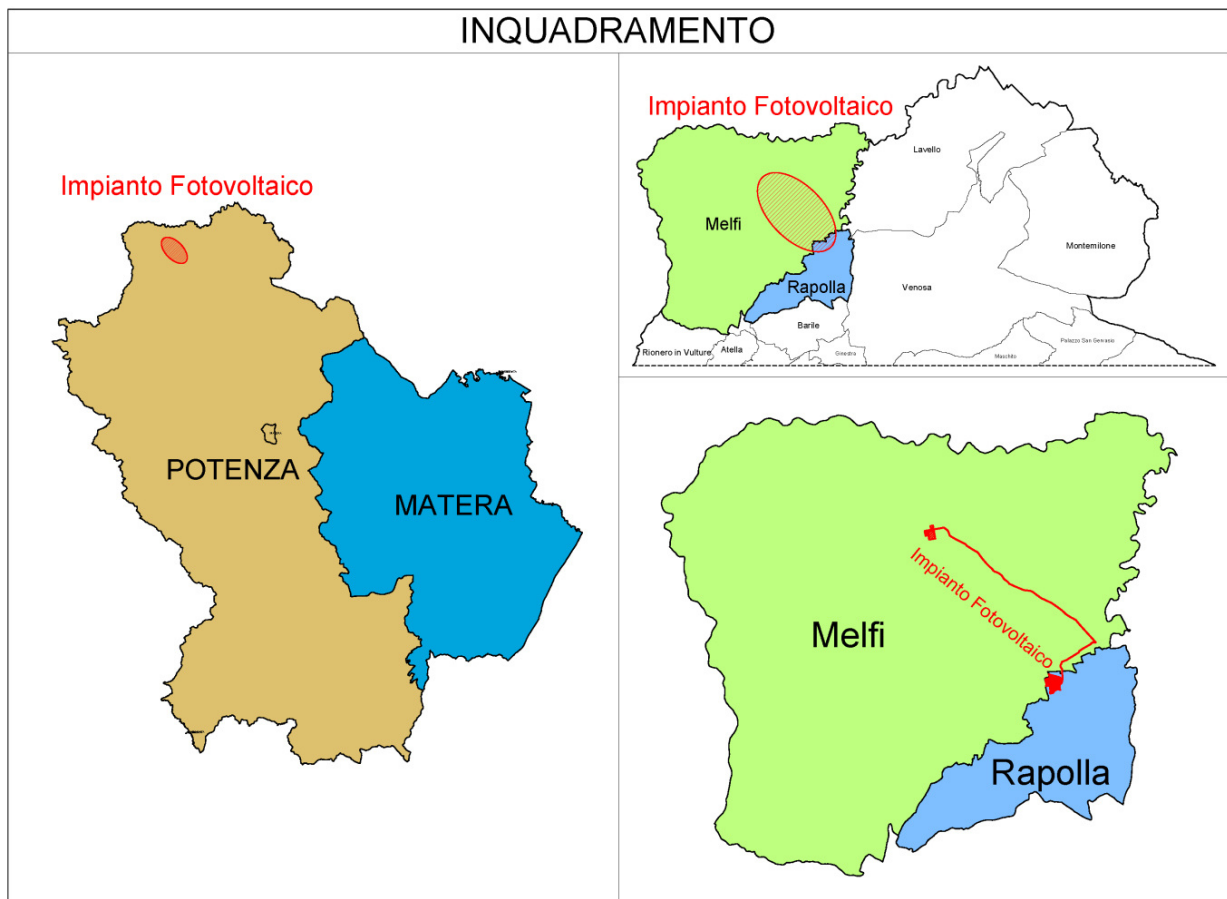 INQUADRAMENTO
Impianto Fotovoltaico
POTENZA
MATERA
Impianto Fotovoltaico
Lavello
Melfi
Montemilone
Rapolla
Venosa
Barile
Rionero in Vulture
Atella
Ginestra
Maschito
Palazzo San Gervasio
Impianto Fotovoltaico
Melfi
Rapolla